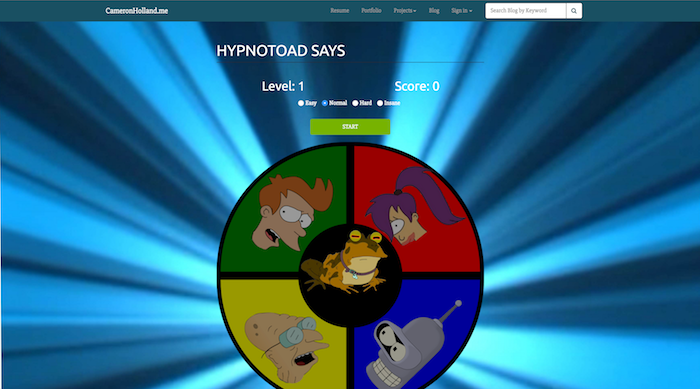 CameronHolland.me Resume Portfolio Projects Blog Sign in Search Blog by Keyword
HYPNOTOAD SAYS
Level: 1 Score: 0
Easy Normal Hard Insane
START